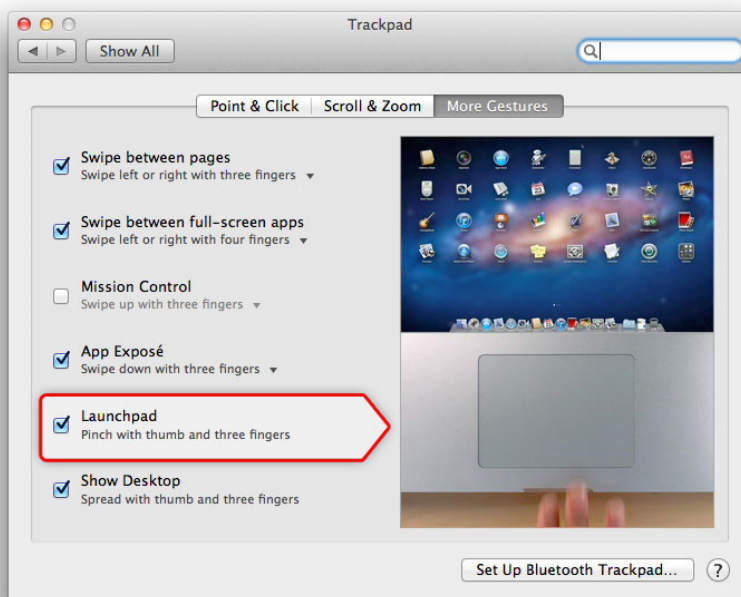 Trackpad
Show All
Point & Click
Scroll & Zoom
More Gestures
Swipe between pages
Swipe left or right with three fingers
Swipe between full-screen apps
Swipe left or right with four fingers
Mission Control
Swipe up with three fingers
App Exposé
Swipe down with three fingers
Launchpad
Pinch with thumb and three fingers
Show Desktop
Spread with thumb and three fingers
Set Up Bluetooth Trackpad...
?